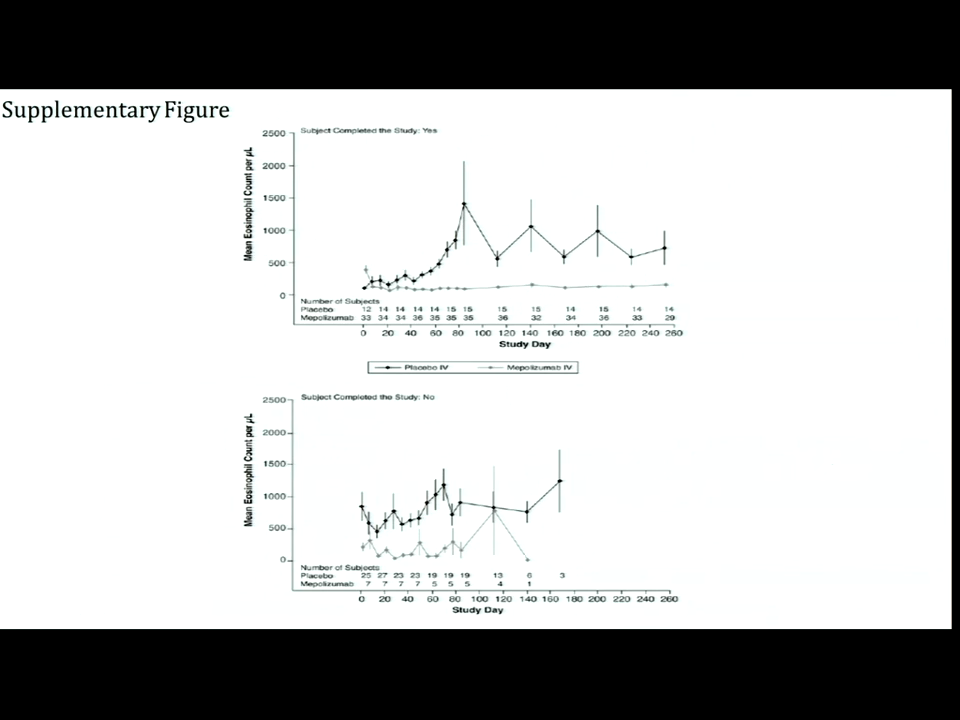 Supplementary Figure
Subject Completed the Study: Yes
Mean Eosinophil Count per µL
2500
2000
1500
1000
500
0
Number of Subjects
Placebo 12 14 14 14 14 15 15 15 15 14 15 14 14
Mepolizumab 33 34 34 36 35 35 35 36 32 34 36 33 29
0 20 40 60 80 100 120 140 160 180 200 220 240 260
Study Day
Placebo IV Mepolizumab IV
Subject Completed the Study: No
Mean Eosinophil Count per µL
2500
2000
1500
1000
500
0
Number of Subjects
Placebo 25 27 23 23 19 19 19 13 6 3
Mepolizumab 7 7 7 7 5 5 5 4 1
0 20 40 60 80 100 120 140 160 180 200 220 240 260
Study Day